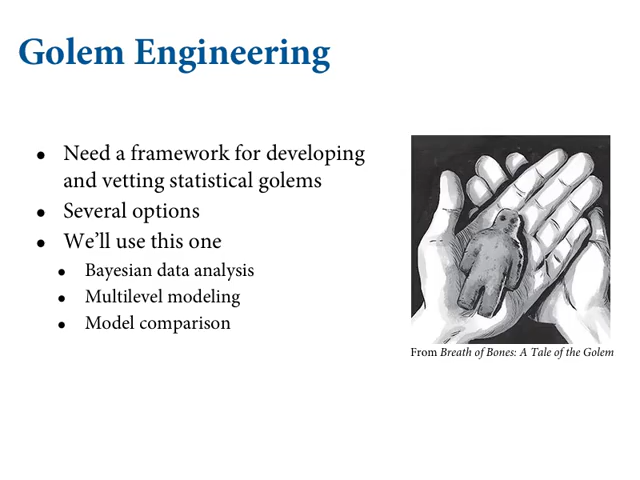 Golem Engineering
• Need a framework for developing
and vetting statistical golems
• Several options
• We’ll use this one
• Bayesian data analysis
• Multilevel modeling
• Model comparison
From Breath of Bones: A Tale of the Golem